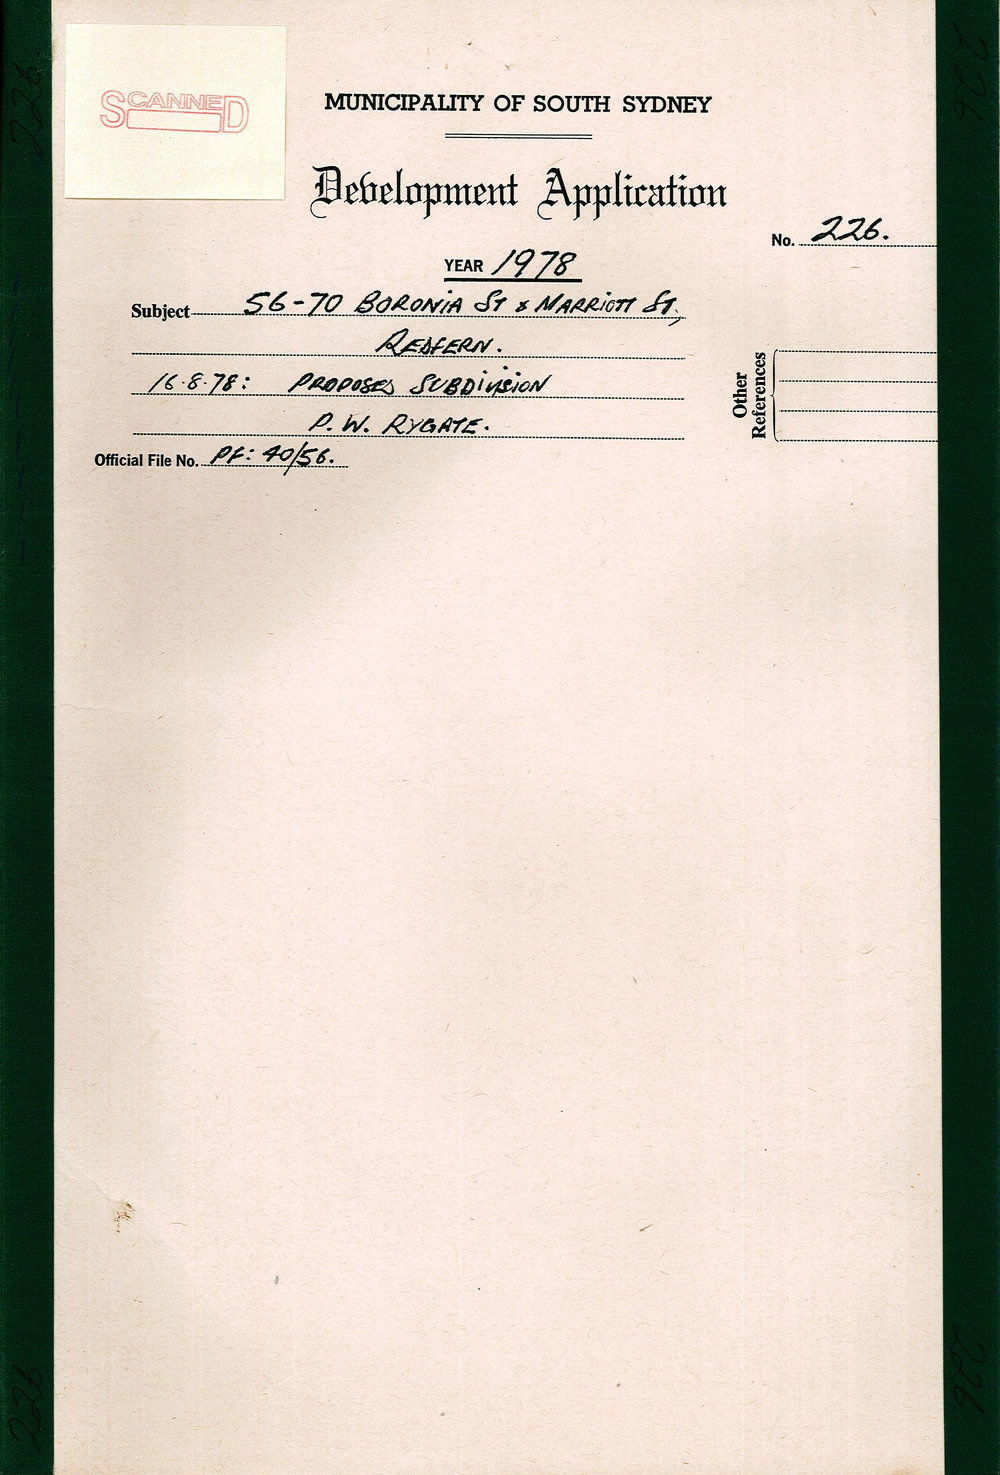 SCANNED
MUNICIPALITY OF SOUTH SYDNEY
Development Application
No. 226.
YEAR 1978
Subject 56-70 BORONIA ST & MARRIOTT ST.,
REDFERN.
16.8.78: PROPOSED SUBDIVISION
P. W. RYGATE.
Other References
Official File No. PF: 40/56.
226
226
226
226